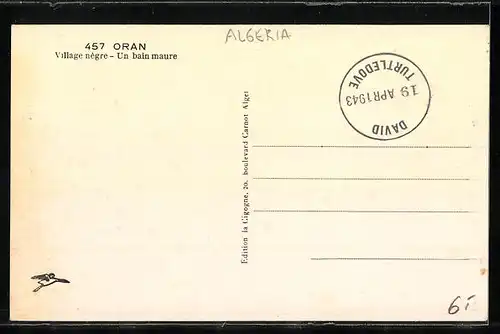 ALGERIA
457 ORAN
Village nègre - Un bain maure
DAVID
TURTLEDOVE
19 APR 1943
Edition la Cigogne, 20, boulevard Carnot Alger
6